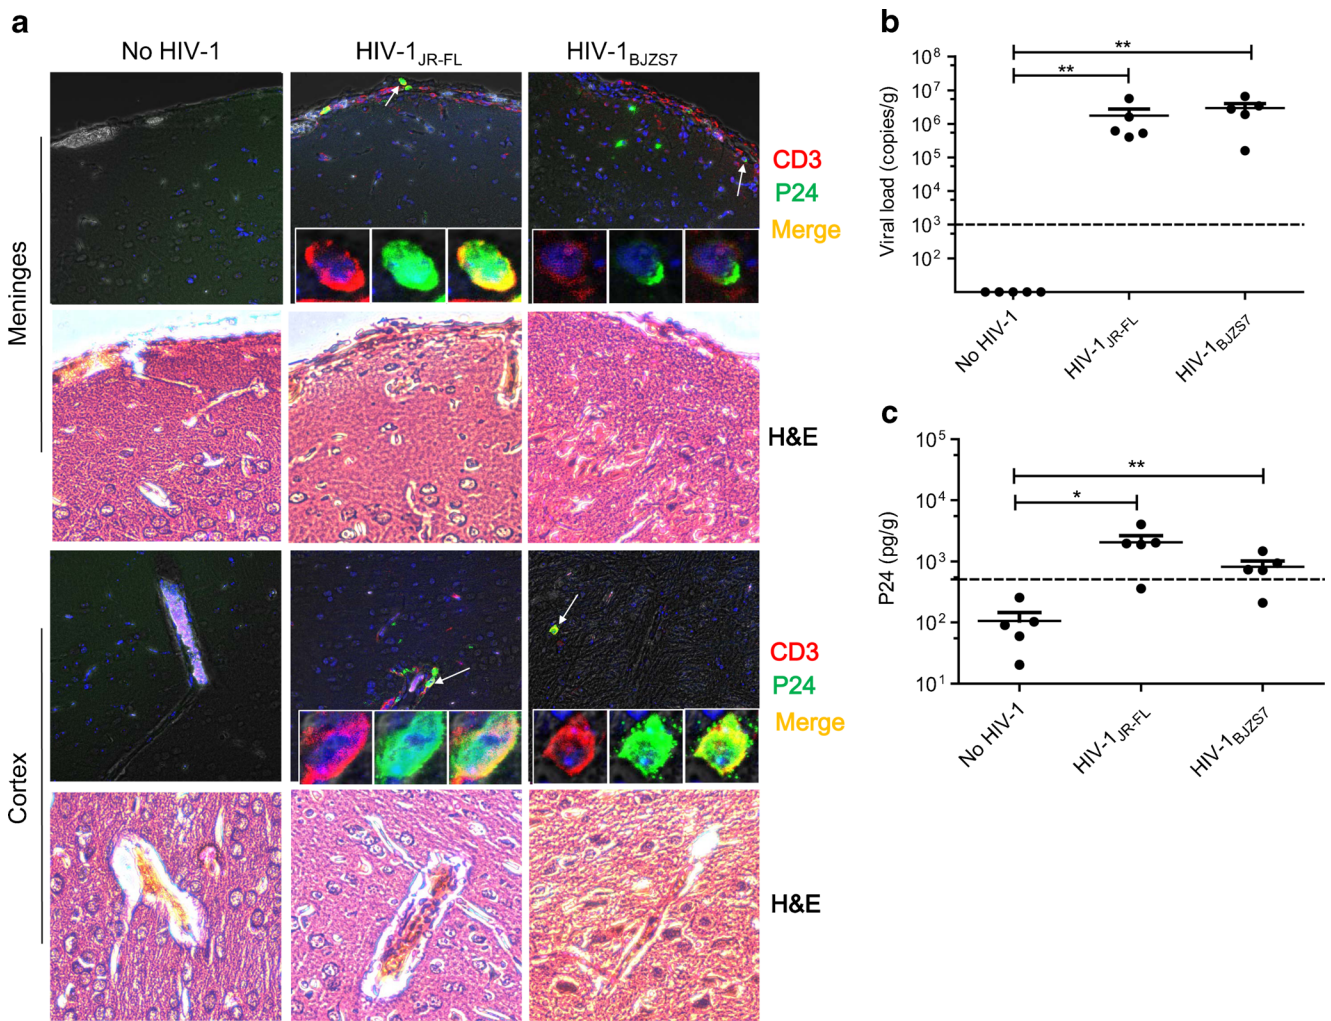 a
No HIV-1
HIV-1JR-FL
HIV-1BJZS7
Meninges
CD3
P24
Merge
H&E
Cortex
CD3
P24
Merge
H&E
b
Viral load (copies/g)
10^8
10^7
10^6
10^5
10^4
10^3
10^2
**
**
No HIV-1
HIV-1JR-FL
HIV-1BJZS7
c
P24 (pg/g)
10^5
10^4
10^3
10^2
10^1
**
*
No HIV-1
HIV-1JR-FL
HIV-1BJZS7